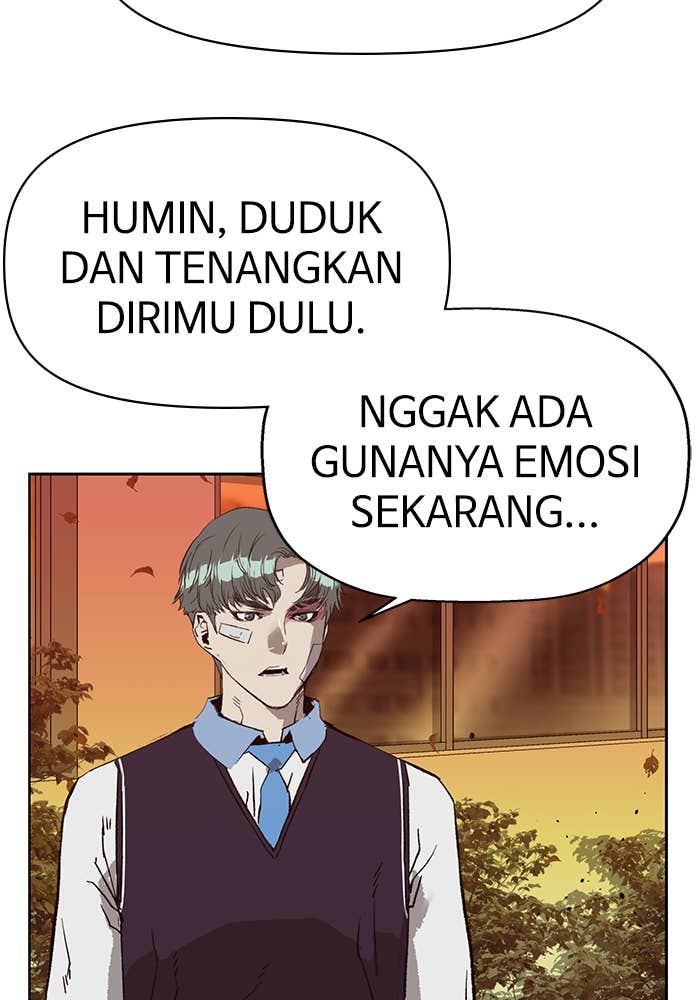 HUMIN, DUDUK
DAN TENANGKAN
DIRIMU DULU.
NGGAK ADA
GUNANYA EMOSI
SEKARANG...